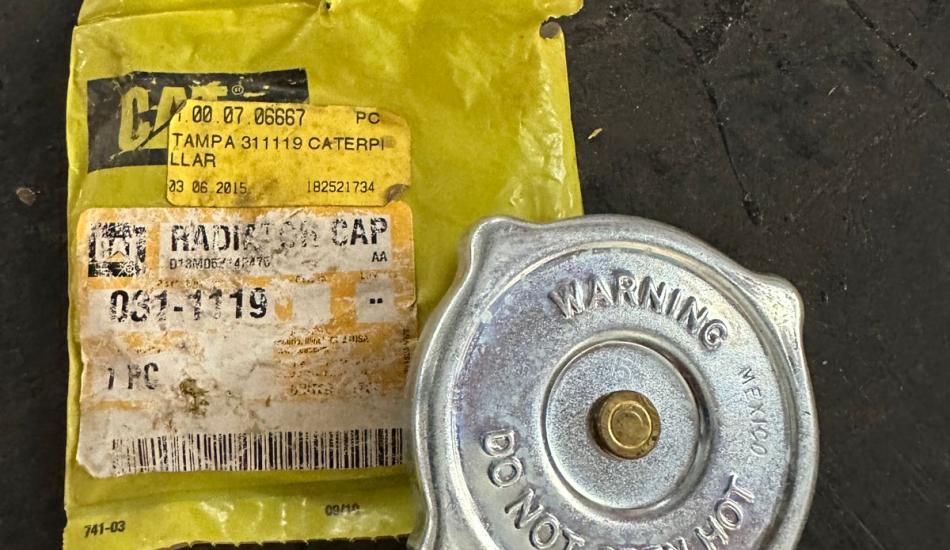 CAT®
1.00.07.06667 PC
TAMPA 311119 CATERPI
LLAR
03 06 2015 182521734
RADIATOR CAP
AA
031-1119
1 PC
741-03
WARNING
MEXICO
DO NOT OPEN HOT